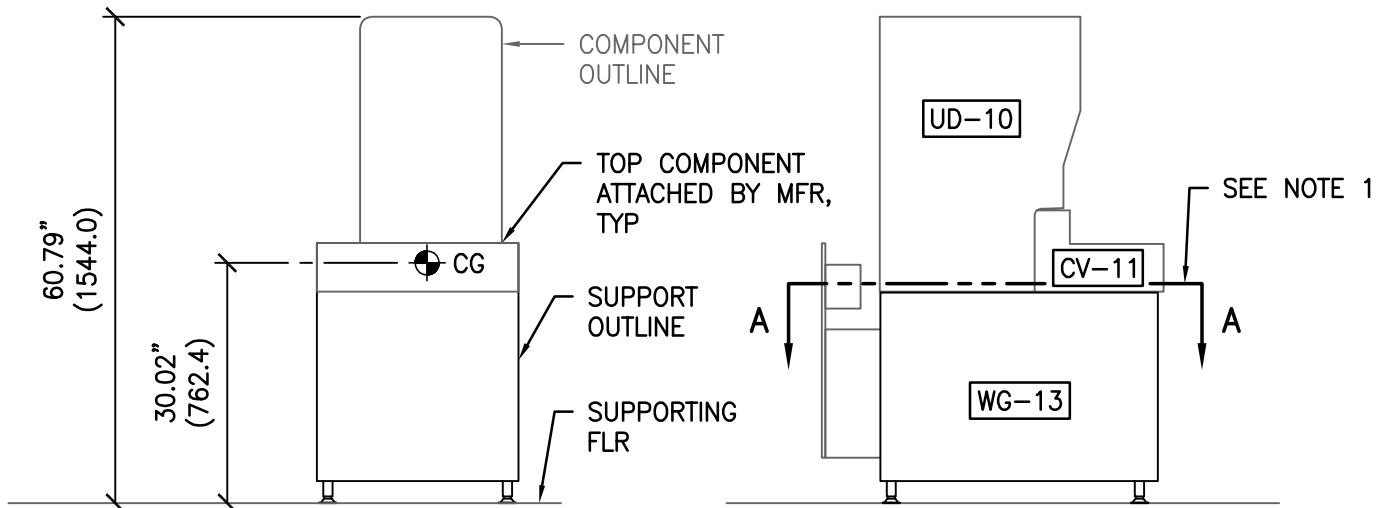 COMPONENT
OUTLINE
TOP COMPONENT
ATTACHED BY MFR,
TYP
CG
SUPPORT
OUTLINE
SUPPORTING
FLR
60.79"
(1544.0)
30.02"
(762.4)
UD-10
SEE NOTE 1
CV-11
A
A
WG-13